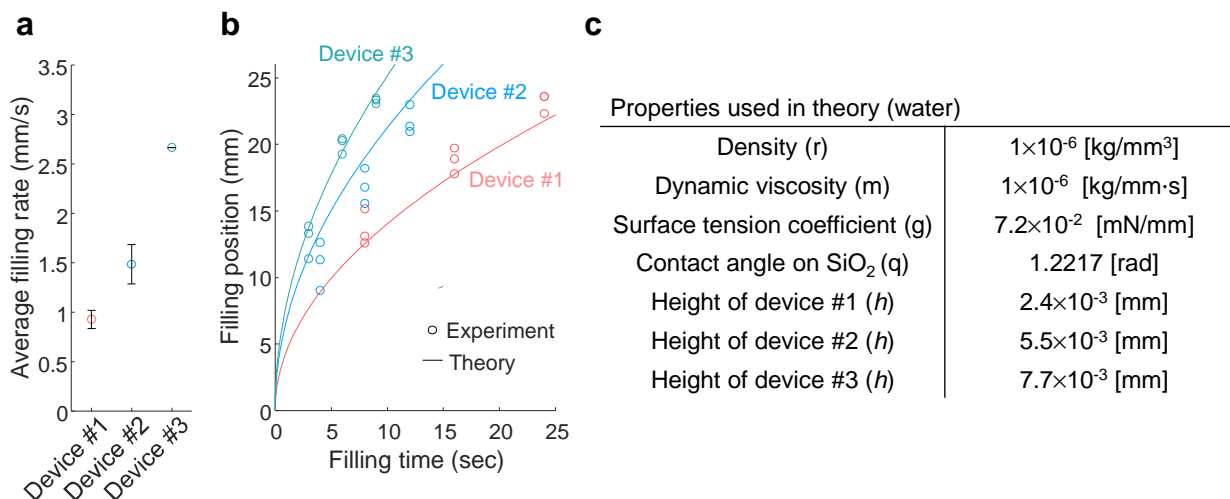 a
Average filling rate (mm/s)
3.5
3
2.5
2
1.5
1
0.5
0
Device #1
Device #2
Device #3
b
Filling position (mm)
25
20
15
10
5
0
0 5 10 15 20 25
Filling time (sec)
Device #3
Device #2
Device #1
Experiment
Theory
c
Properties used in theory (water)
Density (r) 1×10⁻⁶ [kg/mm³]
Dynamic viscosity (m) 1×10⁻⁶ [kg/mm·s]
Surface tension coefficient (g) 7.2×10⁻² [mN/mm]
Contact angle on SiO₂ (q) 1.2217 [rad]
Height of device #1 (h) 2.4×10⁻³ [mm]
Height of device #2 (h) 5.5×10⁻³ [mm]
Height of device #3 (h) 7.7×10⁻³ [mm]